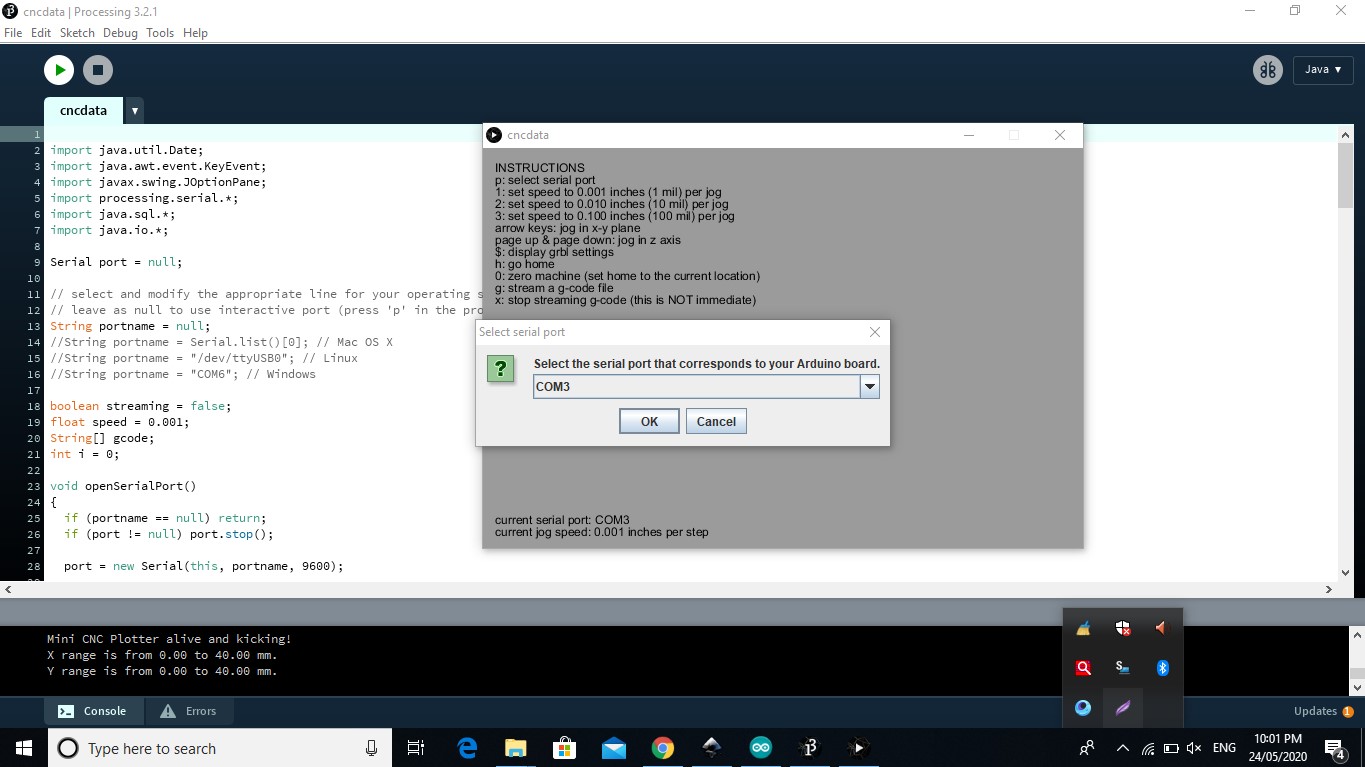 cncdata | Processing 3.2.1
File Edit Sketch Debug Tools Help
Java ▼
cncdata ▼
1
2 import java.util.Date;
3 import java.awt.event.KeyEvent;
4 import javax.swing.JOptionPane;
5 import processing.serial.*;
6 import java.sql.*;
7 import java.io.*;
8
9 Serial port = null;
10
11 // select and modify the appropriate line for your operating s
12 // leave as null to use interactive port (press 'p' in the pro
13 String portname = null;
14 //String portname = Serial.list()[0]; // Mac OS X
15 //String portname = "/dev/ttyUSB0"; // Linux
16 //String portname = "COM6"; // Windows
17
18 boolean streaming = false;
19 float speed = 0.001;
20 String[] gcode;
21 int i = 0;
22
23 void openSerialPort()
24 {
25 if (portname == null) return;
26 if (port != null) port.stop();
27
28 port = new Serial(this, portname, 9600);
cncdata
INSTRUCTIONS
p: select serial port
1: set speed to 0.001 inches (1 mil) per jog
2: set speed to 0.010 inches (10 mil) per jog
3: set speed to 0.100 inches (100 mil) per jog
arrow keys: jog in x-y plane
page up & page down: jog in z axis
$: display grbl settings
h: go home
0: zero machine (set home to the current location)
g: stream a g-code file
x: stop streaming g-code (this is NOT immediate)
Select serial port
?
Select the serial port that corresponds to your Arduino board.
COM3
OK Cancel
current serial port: COM3
current jog speed: 0.001 inches per step
Mini CNC Plotter alive and kicking!
X range is from 0.00 to 40.00 mm.
Y range is from 0.00 to 40.00 mm.
Console Errors
Updates 1
Type here to search
ENG
10:01 PM
24/05/2020
4